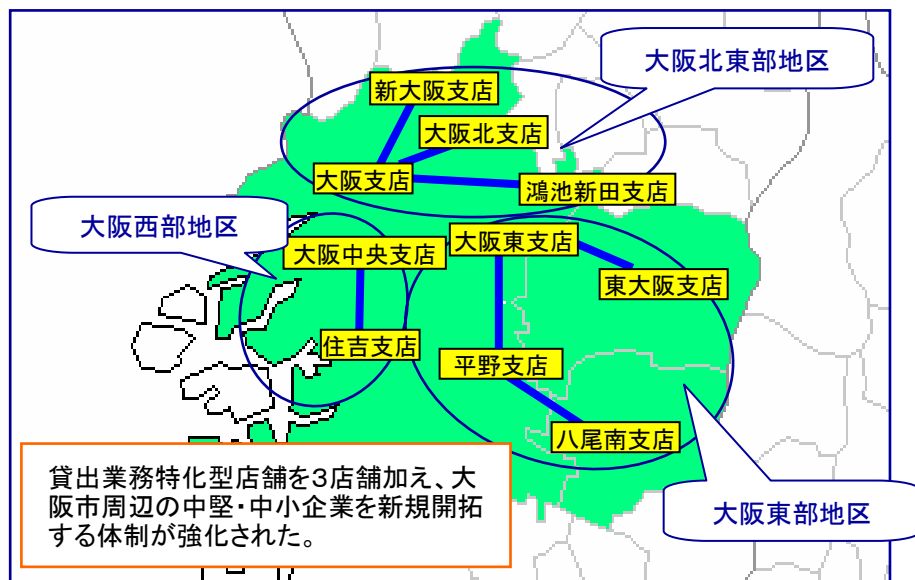 大阪北東部地区
新大阪支店
大阪北支店
大阪支店
鴻池新田支店
大阪西部地区
大阪中央支店
住吉支店
大阪東支店
東大阪支店
平野支店
八尾南支店
大阪東部地区
貸出業務特化型店舗を3店舗加え、大
阪市周辺の中堅・中小企業を新規開拓
する体制が強化された。